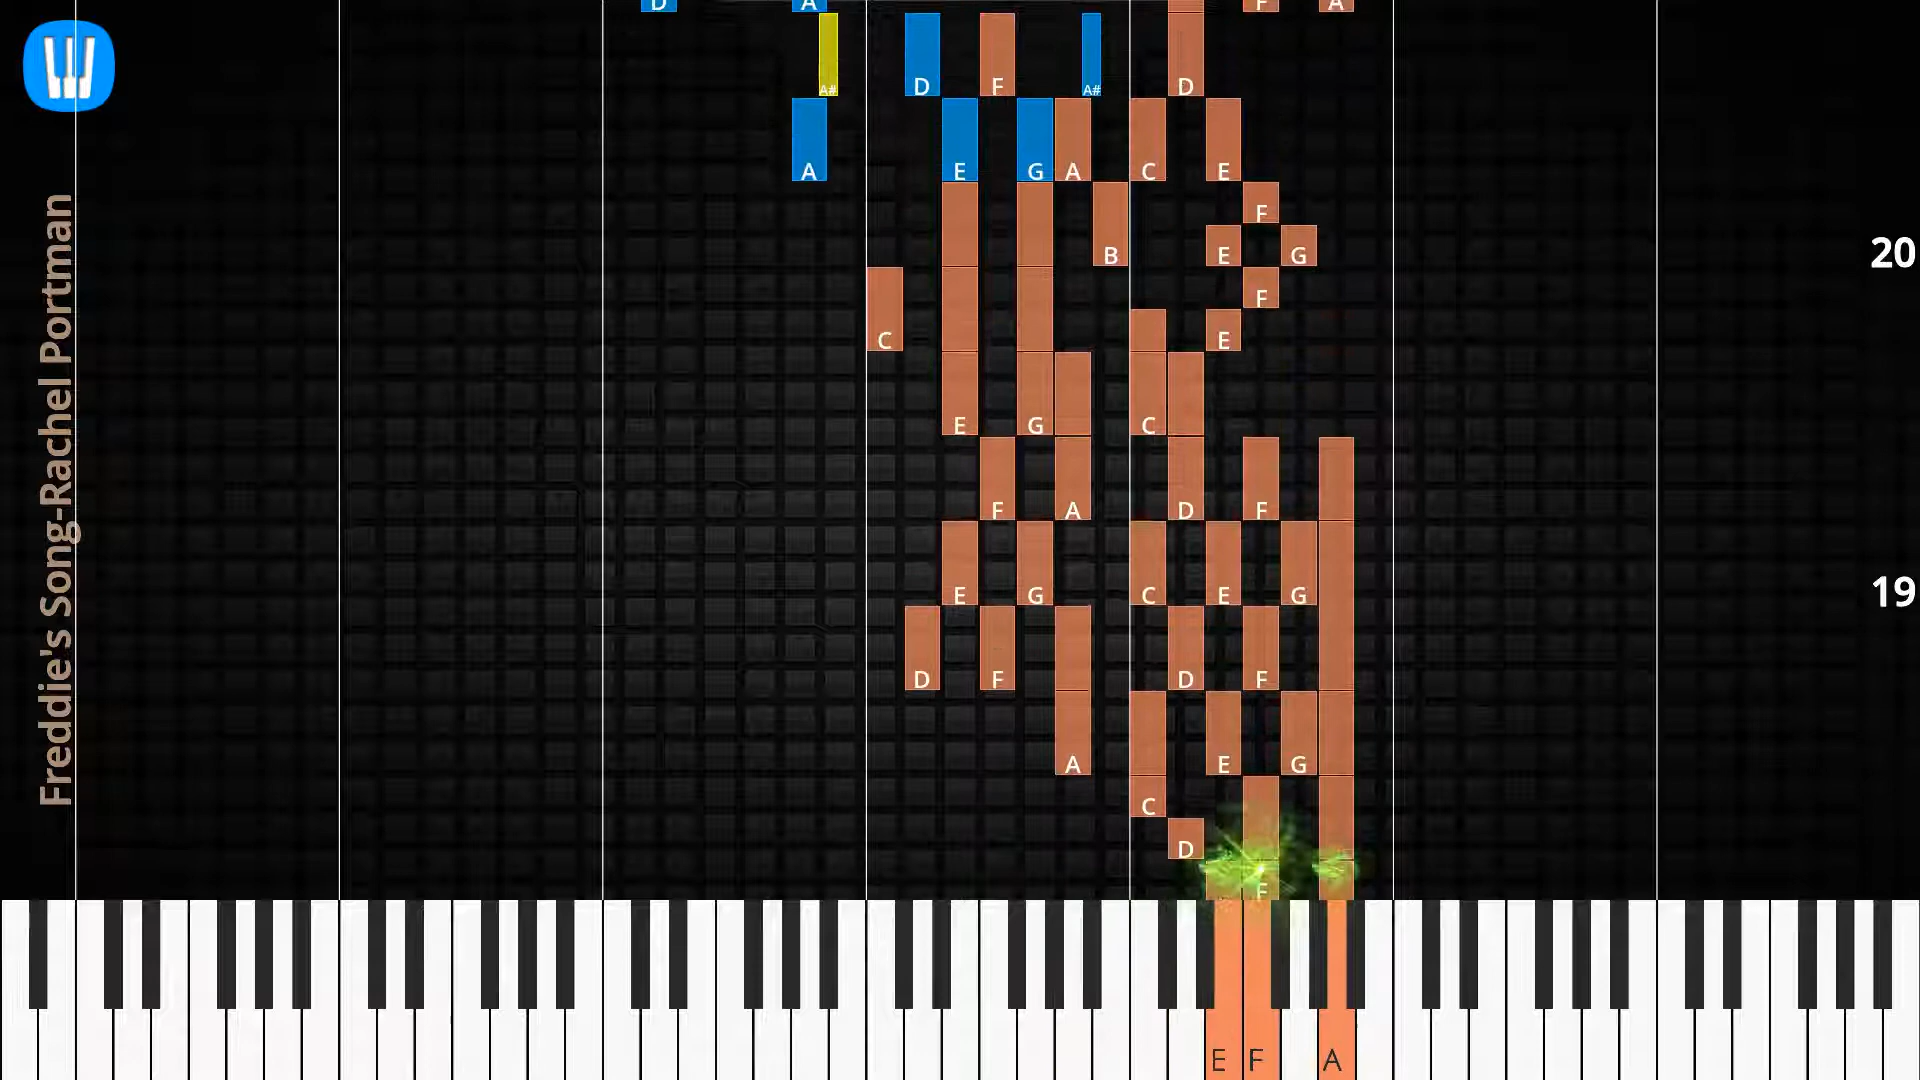 D A F A
A# D F A# D
A E G A C E
F
B E G
20
F
C E
E G C
F A D F
E G C E G
19
D F D F
A E G
C
D
F
E F A
Freddie's Song-Rachel Portman